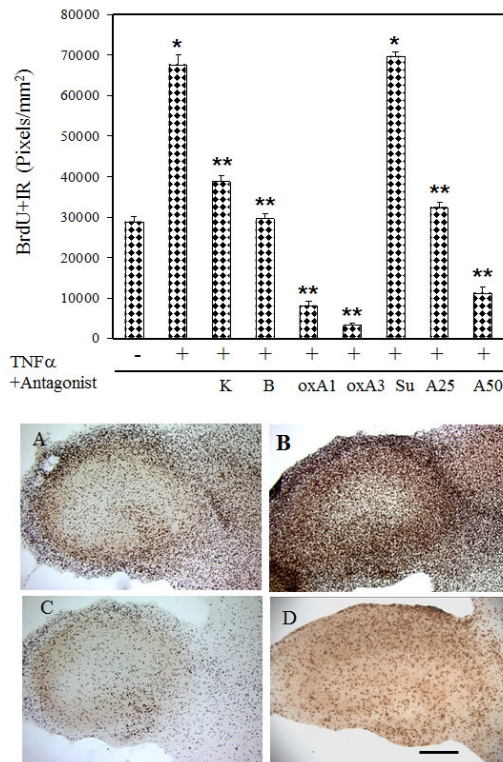 80000
70000
60000
50000
40000
30000
20000
10000
0
BrdU+IR (Pixels/mm²)
* ** ** ** ** * ** **
TNFα - + + + + + + + +
+Antagonist K B oxA1 oxA3 Su A25 A50
A
B
C
D